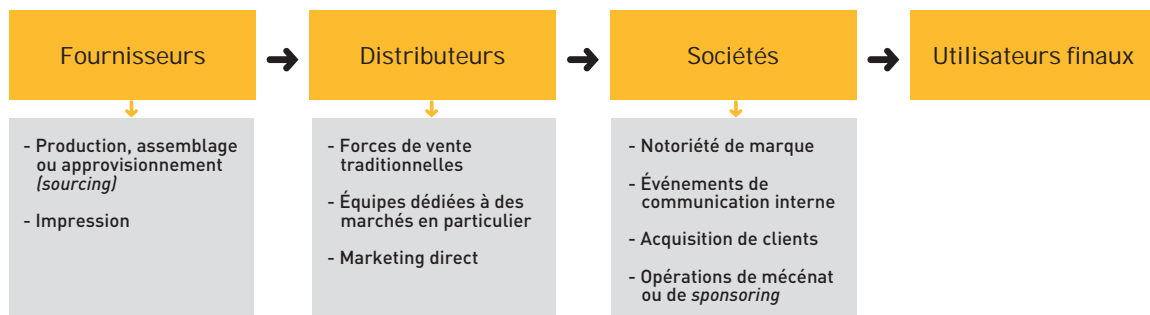 Fournisseurs
Distributeurs
Sociétés
Utilisateurs finaux
- Production, assemblage
ou approvisionnement
(sourcing)
- Impression
- Forces de vente
traditionnelles
- Équipes dédiées à des
marchés en particulier
- Marketing direct
- Notoriété de marque
- Événements de
communication interne
- Acquisition de clients
- Opérations de mécénat
ou de sponsoring